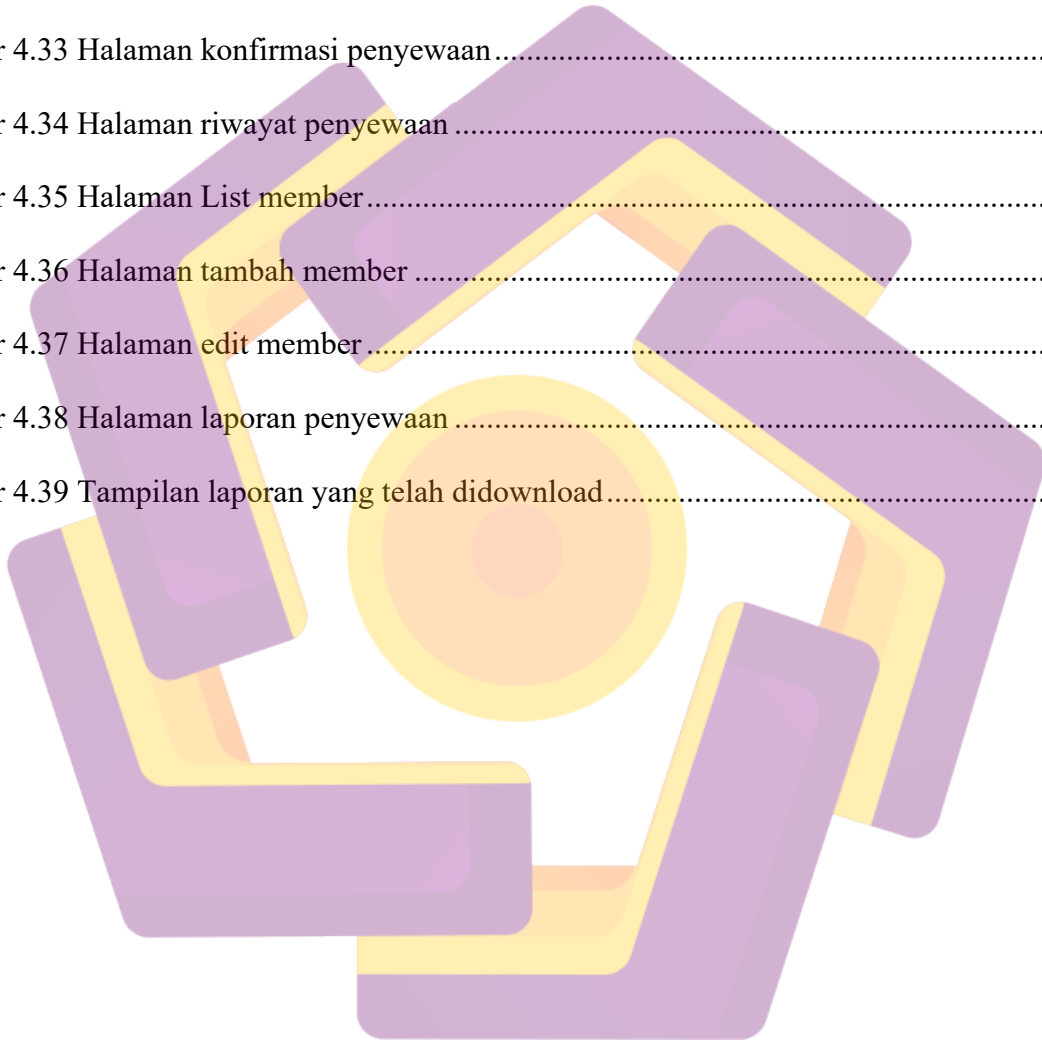 r 4.33 Halaman konfirmasi penyewaan....................................................................
r 4.34 Halaman riwayat penyewaan.........................................................................
r 4.35 Halaman List member....................................................................................
r 4.36 Halaman tambah member..............................................................................
r 4.37 Halaman edit member....................................................................................
r 4.38 Halaman laporan penyewaan.........................................................................
r 4.39 Tampilan laporan yang telah didownload......................................................